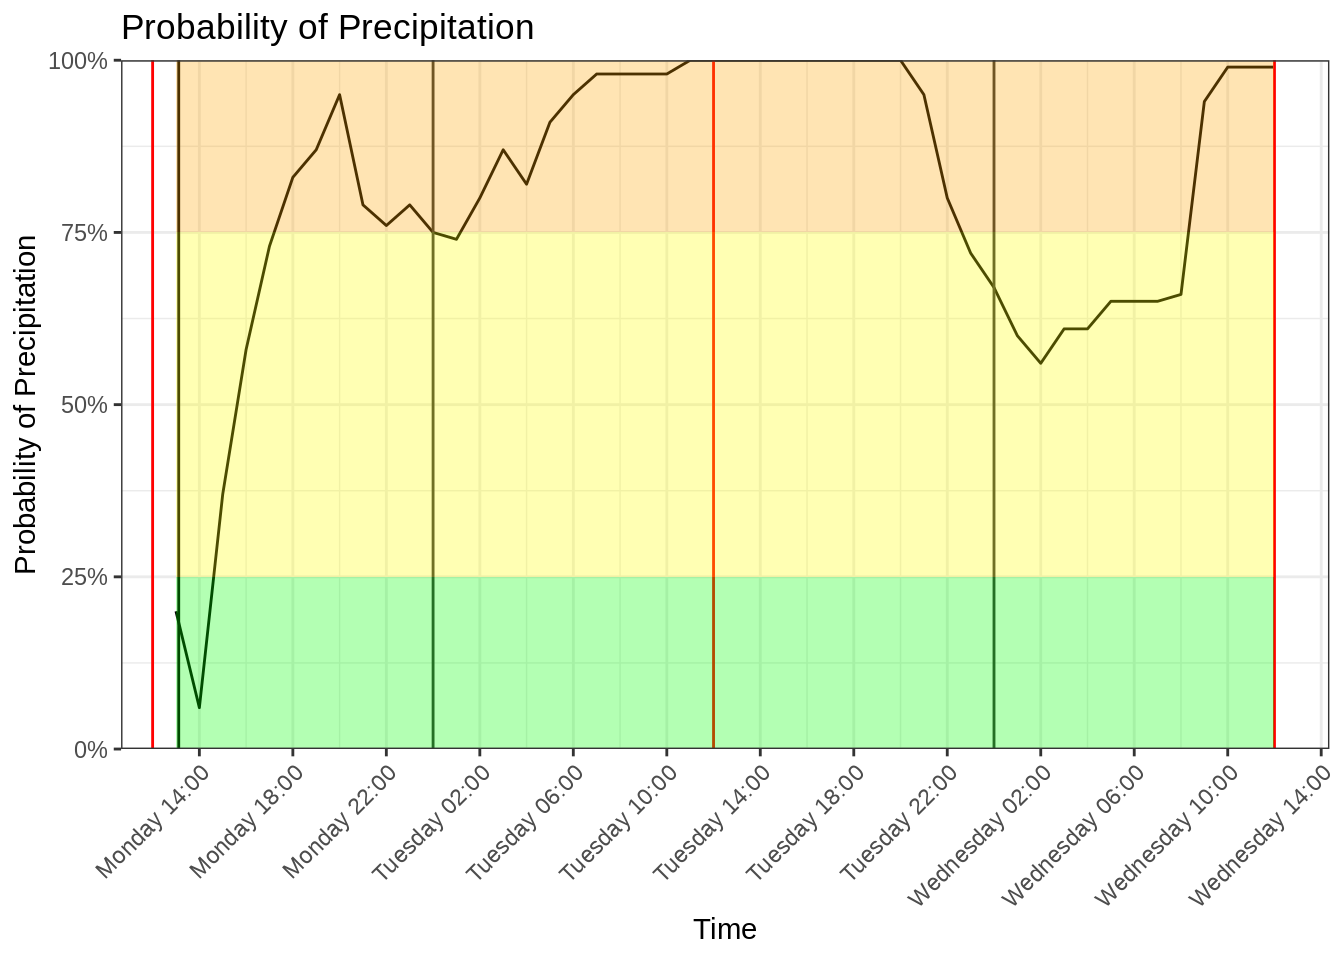 Probability of Precipitation
Probability of Precipitation
100%
75%
50%
25%
0%
Monday 14:00
Monday 18:00
Monday 22:00
Tuesday 02:00
Tuesday 06:00
Tuesday 10:00
Tuesday 14:00
Tuesday 18:00
Tuesday 22:00
Wednesday 02:00
Wednesday 06:00
Wednesday 10:00
Wednesday 14:00
Time